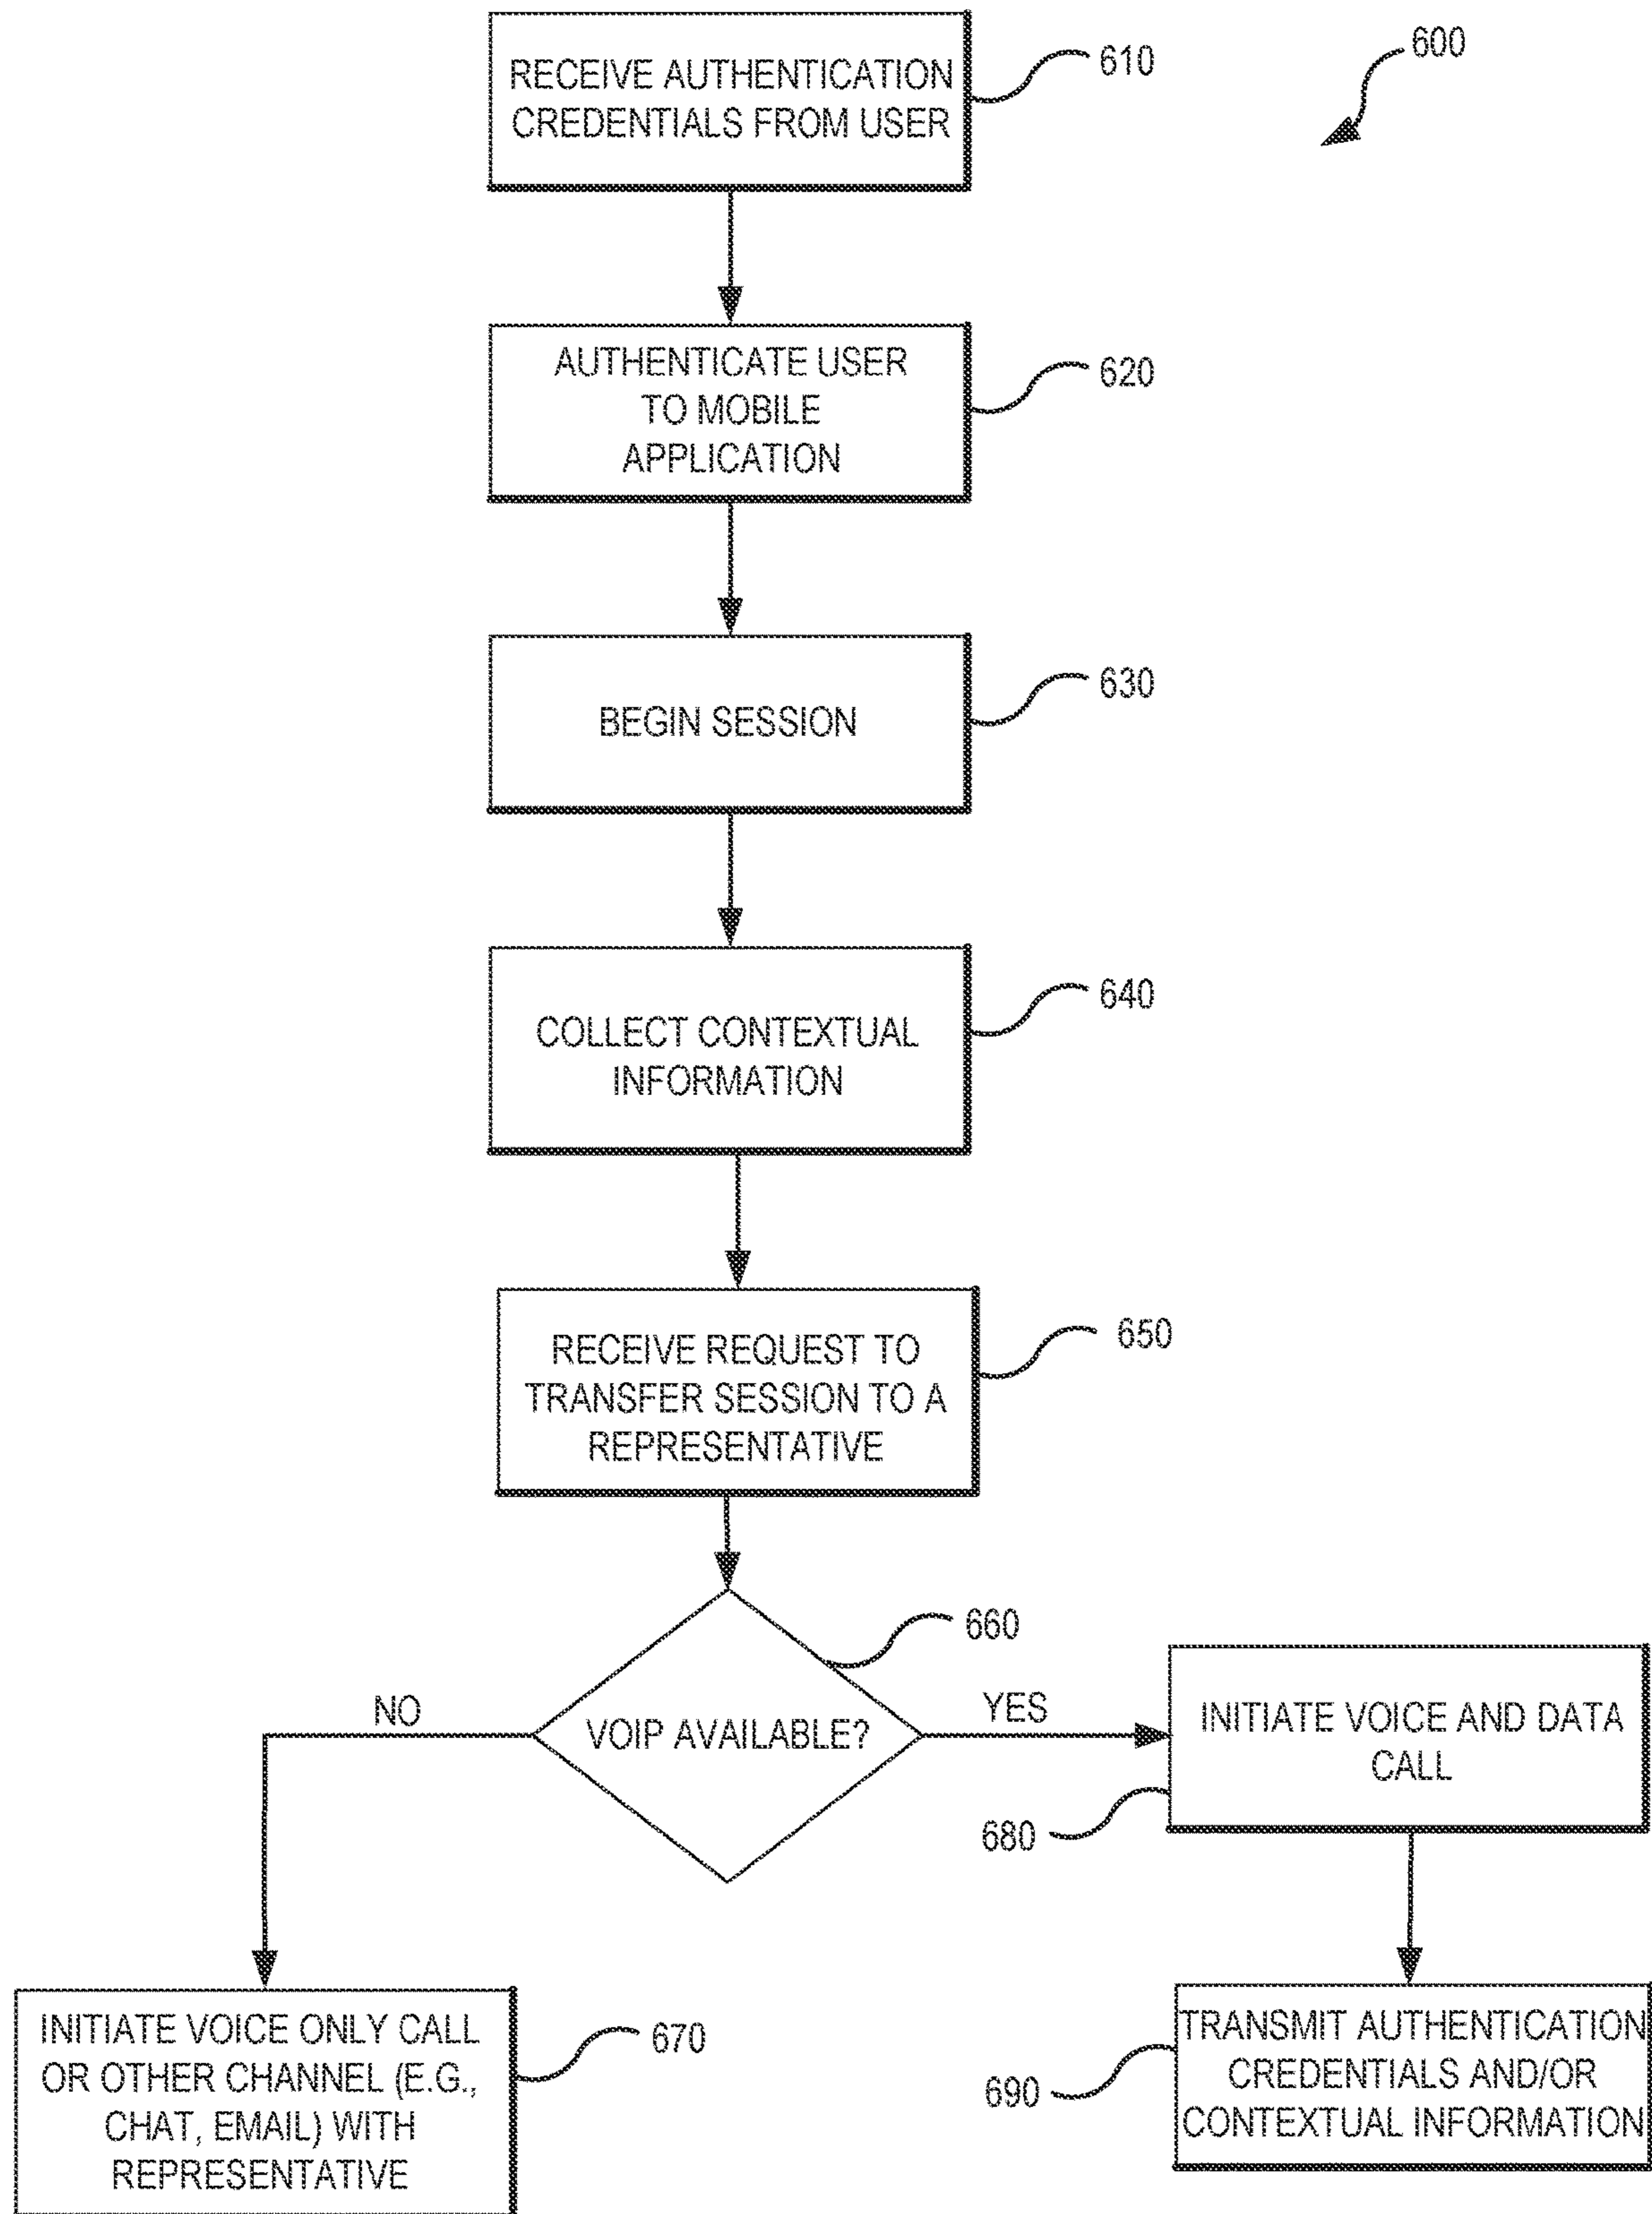 600
RECEIVE AUTHENTICATION
CREDENTIALS FROM USER
610
AUTHENTICATE USER
TO MOBILE
APPLICATION
620
BEGIN SESSION
630
COLLECT CONTEXTUAL
INFORMATION
640
RECEIVE REQUEST TO
TRANSFER SESSION TO A
REPRESENTATIVE
650
VOIP AVAILABLE?
660
NO
YES
INITIATE VOICE AND DATA
CALL
680
INITIATE VOICE ONLY CALL
OR OTHER CHANNEL (E.G.,
CHAT, EMAIL) WITH
REPRESENTATIVE
670
TRANSMIT AUTHENTICATION
CREDENTIALS AND/OR
CONTEXTUAL INFORMATION
690